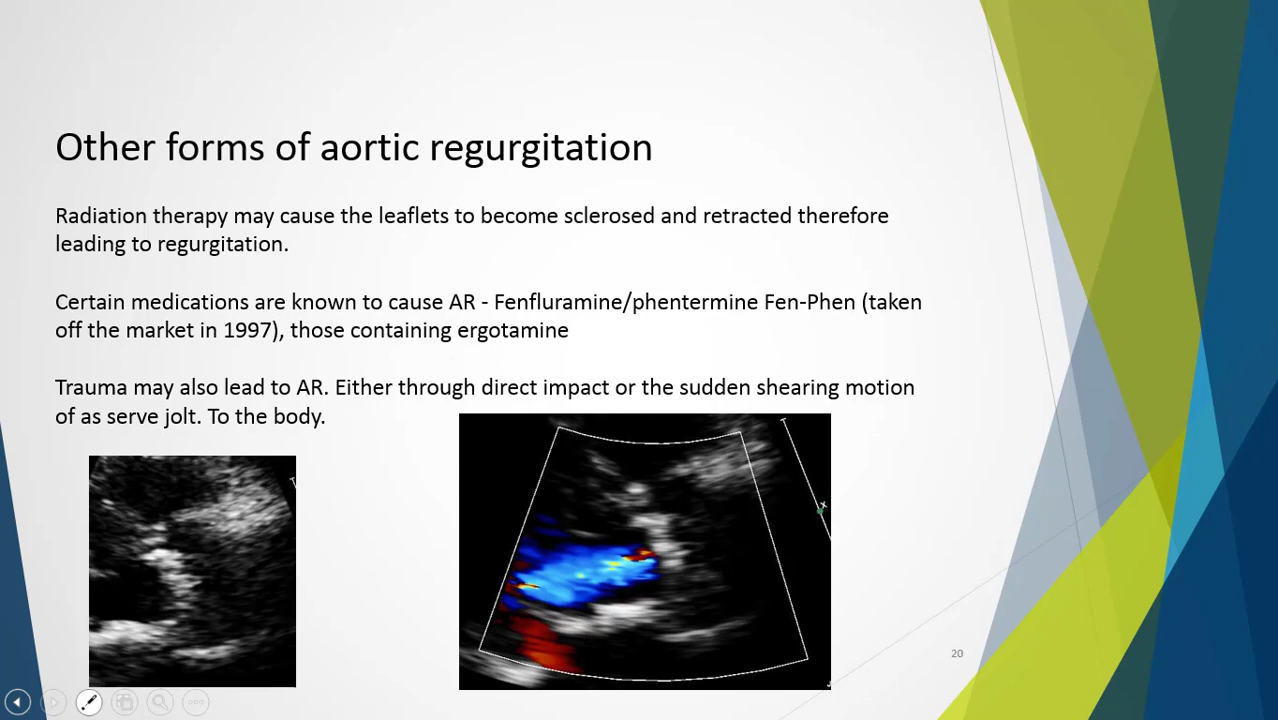 Other forms of aortic regurgitation
Radiation therapy may cause the leaflets to become sclerosed and retracted therefore
leading to regurgitation.
Certain medications are known to cause AR - Fenfluramine/phentermine Fen-Phen (taken
off the market in 1997), those containing ergotamine
Trauma may also lead to AR. Either through direct impact or the sudden shearing motion
of as serve jolt. To the body.
20